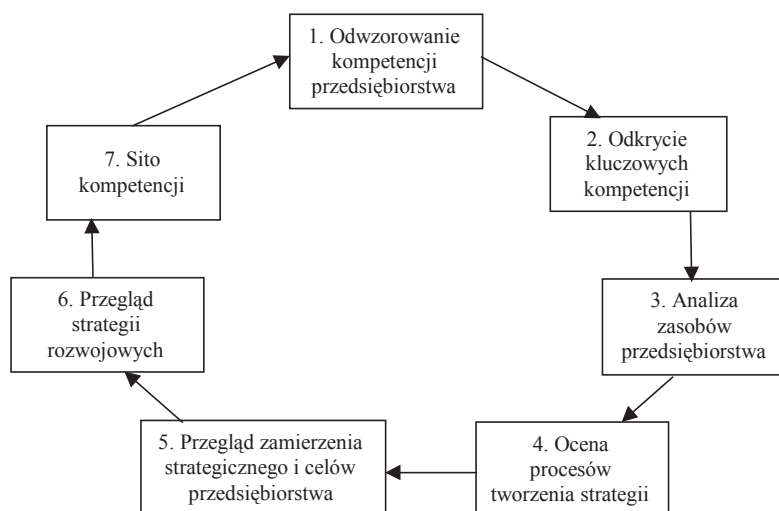 1. Odwzorowanie
kompetencji
przedsiębiorstwa
2. Odkrycie
kluczowych
kompetencji
3. Analiza
zasobów
przedsiębiorstwa
4. Ocena
procesów
tworzenia strategii
5. Przegląd zamierzenia
strategicznego i celów
przedsiębiorstwa
6. Przegląd
strategii
rozwojowych
7. Sito
kompetencji